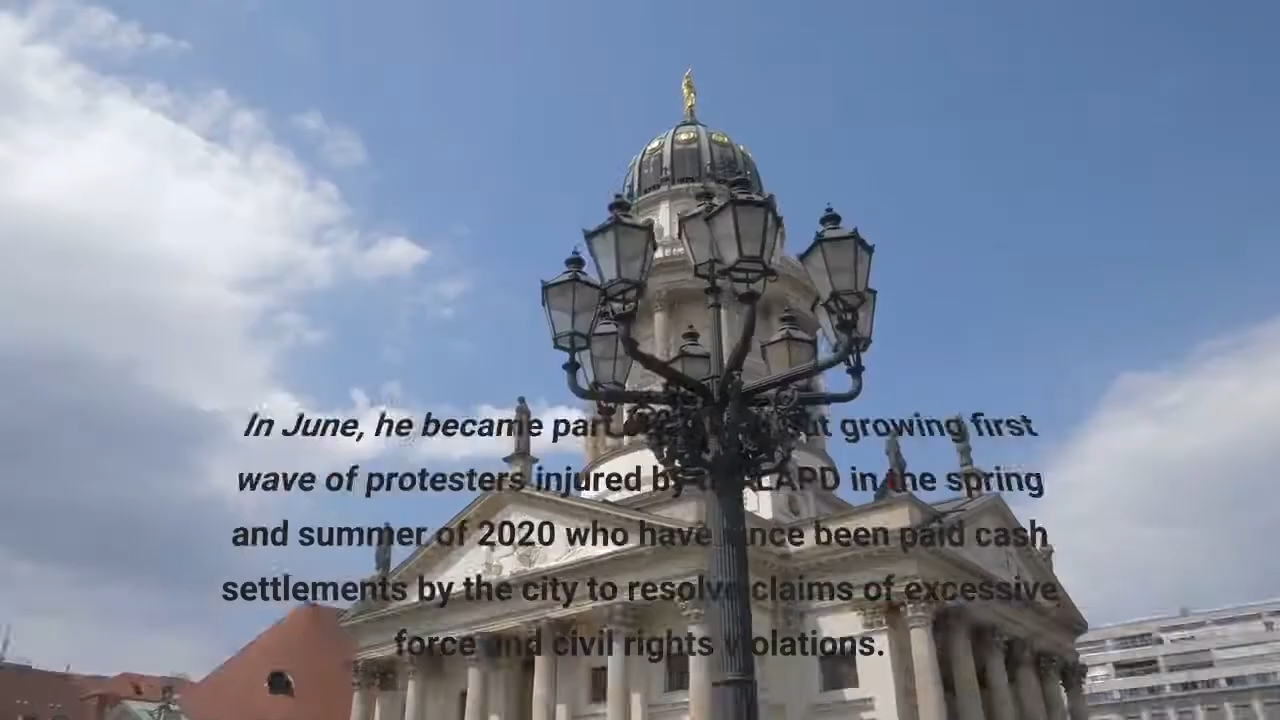 In June, he became part growing first
wave of protesters injured by LAPD in the spring
and summer of 2020 who have since been paid cash
settlements by the city to resolve claims of excessive
force and civil rights violations.